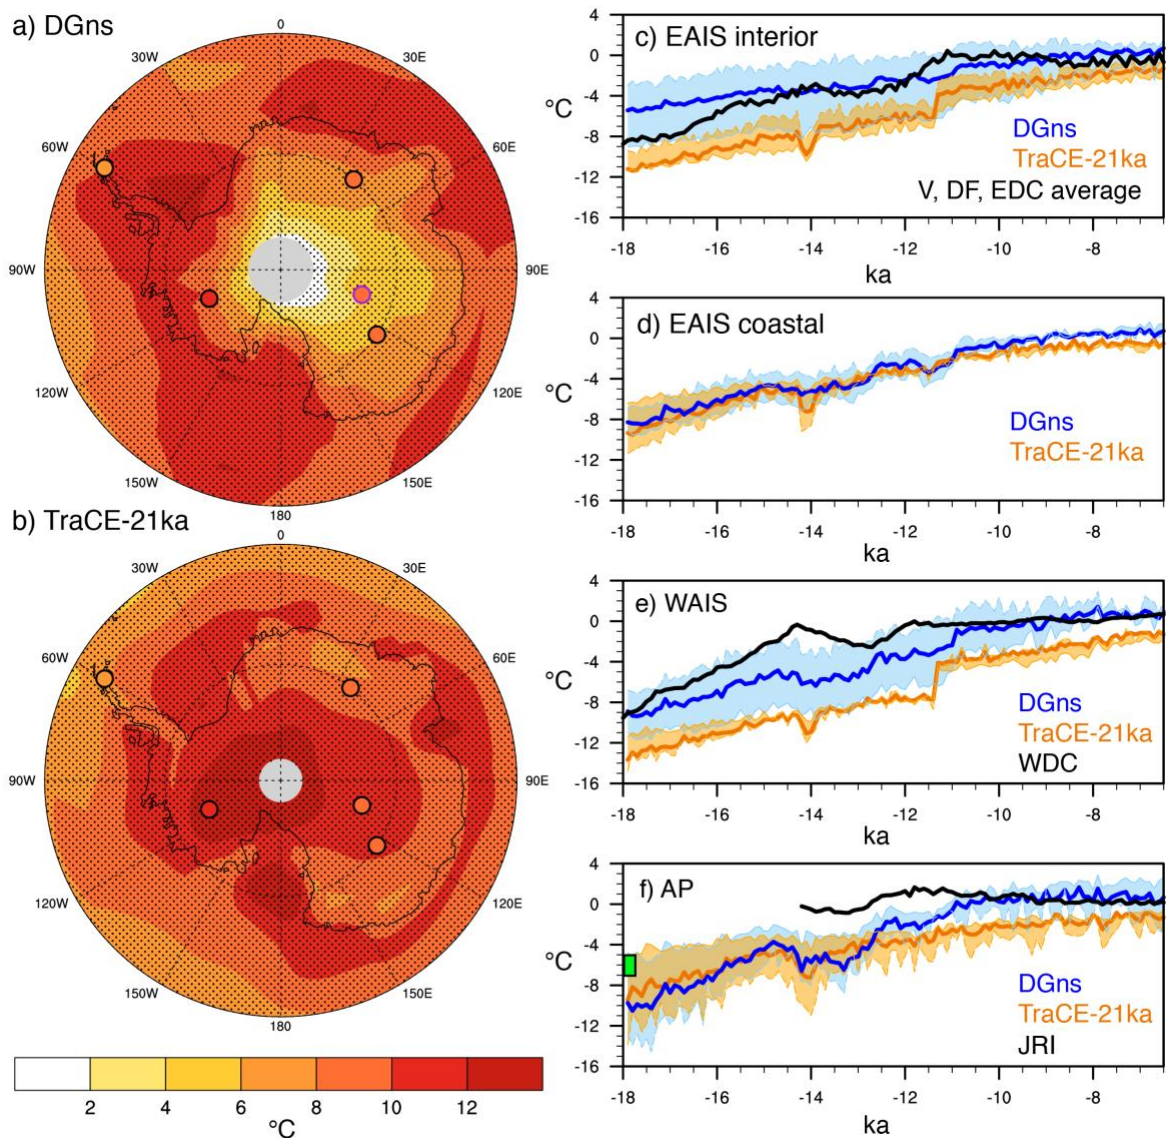 a) DGns
0
30W
30E
60W
60E
90W
90E
120W
120E
150W
150E
180
b) TraCE-21ka
0
30W
30E
60W
60E
90W
90E
120W
120E
150W
150E
180
2 4 6 8 10 12
°C
c) EAIS interior
4
0
-4
-8
-12
-16
°C
DGns
TraCE-21ka
V, DF, EDC average
-18 -16 -14 -12 -10 -8
ka
d) EAIS coastal
4
0
-4
-8
-12
-16
°C
DGns
TraCE-21ka
-18 -16 -14 -12 -10 -8
ka
e) WAIS
4
0
-4
-8
-12
-16
°C
DGns
TraCE-21ka
WDC
-18 -16 -14 -12 -10 -8
ka
f) AP
4
0
-4
-8
-12
-16
°C
DGns
TraCE-21ka
JRI
-18 -16 -14 -12 -10 -8
ka